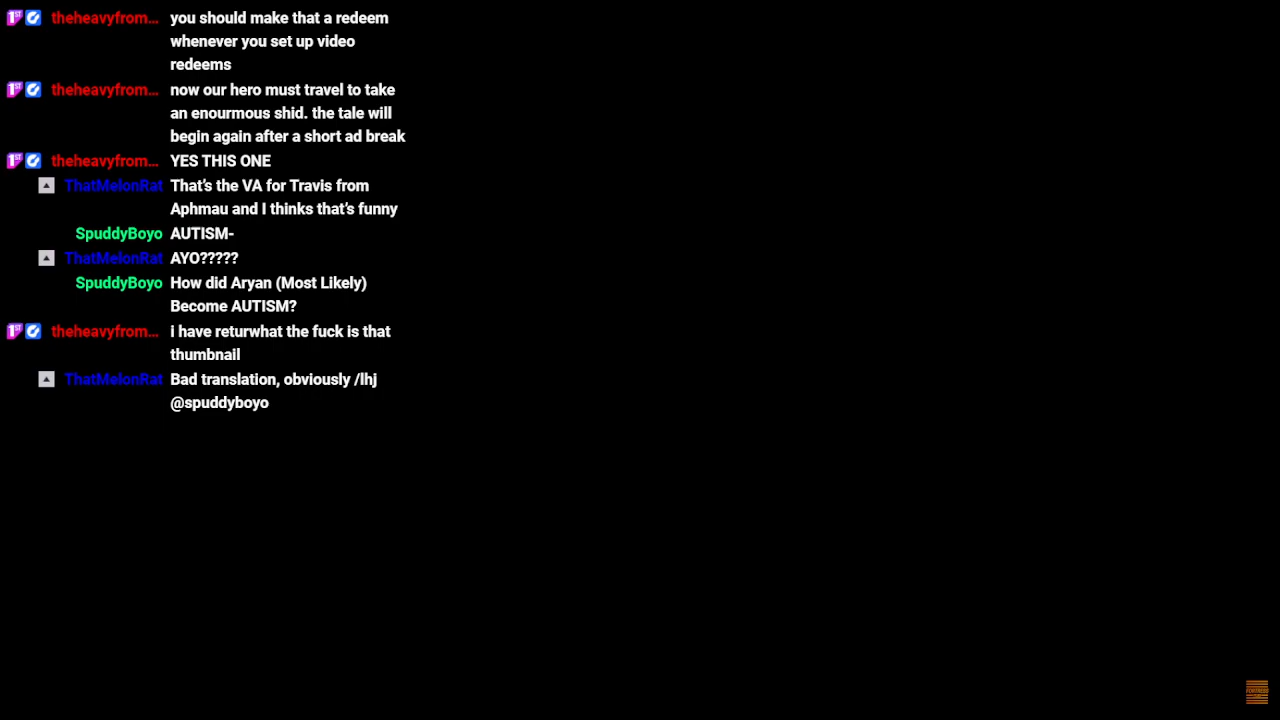 theheavyfrom... you should make that a redeem
whenever you set up video
redeems
theheavyfrom... now our hero must travel to take
an enourmous shid. the tale will
begin again after a short ad break
theheavyfrom... YES THIS ONE
ThatMelonRat That's the VA for Travis from
Aphmau and I thinks that's funny
SpuddyBoyo AUTISM-
ThatMelonRat AYO?????
SpuddyBoyo How did Aryan (Most Likely)
Become AUTISM?
theheavyfrom... i have returwhat the fuck is that
thumbnail
ThatMelonRat Bad translation, obviously /lhj
@spuddyboyo
FORTRESS